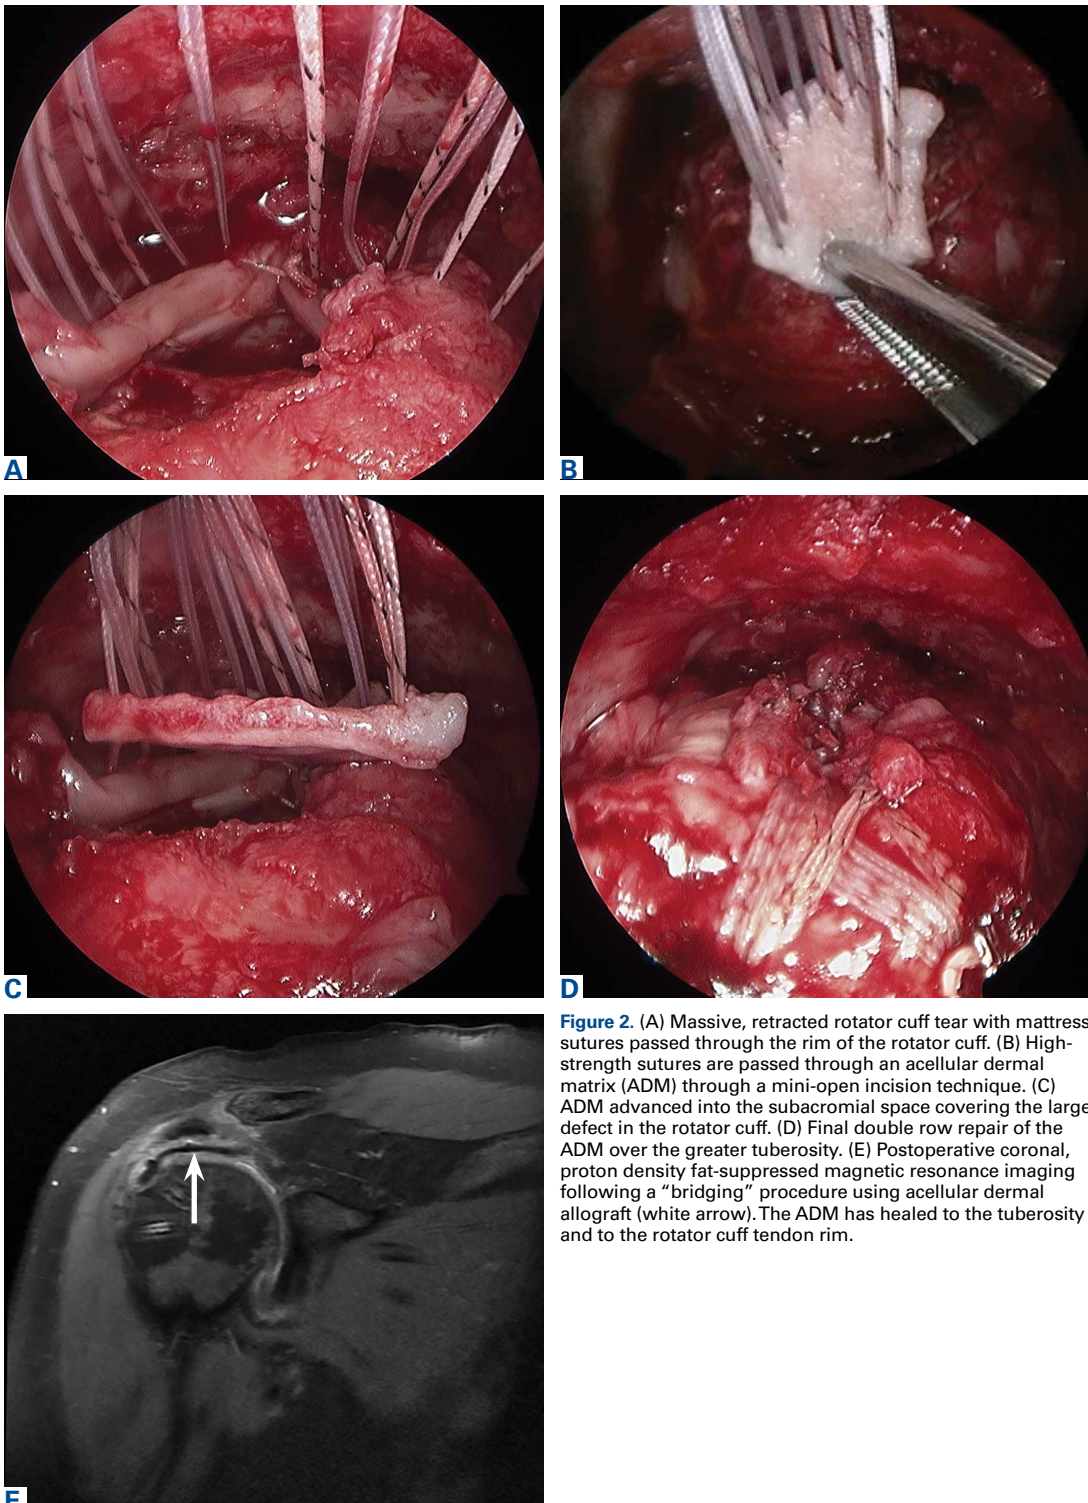 A
B
C
D
Figure 2. (A) Massive, retracted rotator cuff tear with mattress
sutures passed through the rim of the rotator cuff. (B) High-
strength sutures are passed through an acellular dermal
matrix (ADM) through a mini-open incision technique. (C)
ADM advanced into the subacromial space covering the large
defect in the rotator cuff. (D) Final double row repair of the
ADM over the greater tuberosity. (E) Postoperative coronal,
proton density fat-suppressed magnetic resonance imaging
following a “bridging” procedure using acellular dermal
allograft (white arrow). The ADM has healed to the tuberosity
and to the rotator cuff tendon rim.
E